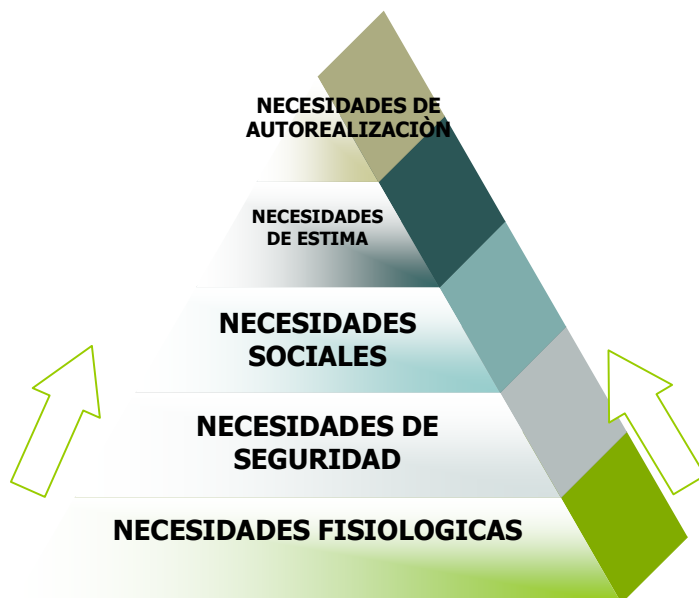 NECESIDADES DE
AUTOREALIZACIÒN
NECESIDADES
DE ESTIMA
NECESIDADES
SOCIALES
NECESIDADES DE
SEGURIDAD
NECESIDADES FISIOLOGICAS